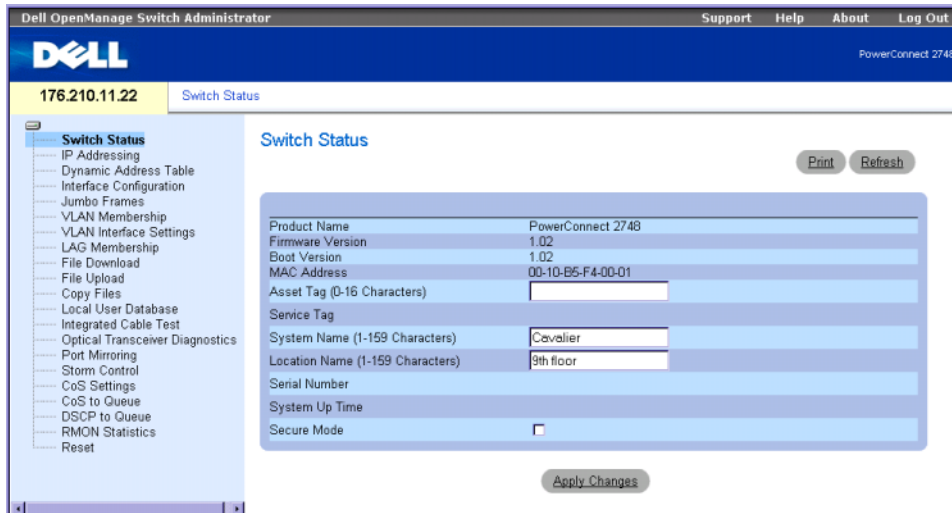 Dell OpenManage Switch Administrator
Support Help About Log Out
DELL
PowerConnect 2748
176.210.11.22
Switch Status
Switch Status
IP Addressing
Dynamic Address Table
Interface Configuration
Jumbo Frames
VLAN Membership
VLAN Interface Settings
LAG Membership
File Download
File Upload
Copy Files
Local User Database
Integrated Cable Test
Optical Transceiver Diagnostics
Port Mirroring
Storm Control
CoS Settings
CoS to Queue
DSCP to Queue
RMON Statistics
Reset
Switch Status
Print Refresh
Product Name PowerConnect 2748
Firmware Version 1.02
Boot Version 1.02
MAC Address 00-10-B5-F4-00-01
Asset Tag (0-16 Characters)
Service Tag
System Name (1-159 Characters) Cavalier
Location Name (1-159 Characters) 9th floor
Serial Number
System Up Time
Secure Mode
Apply Changes